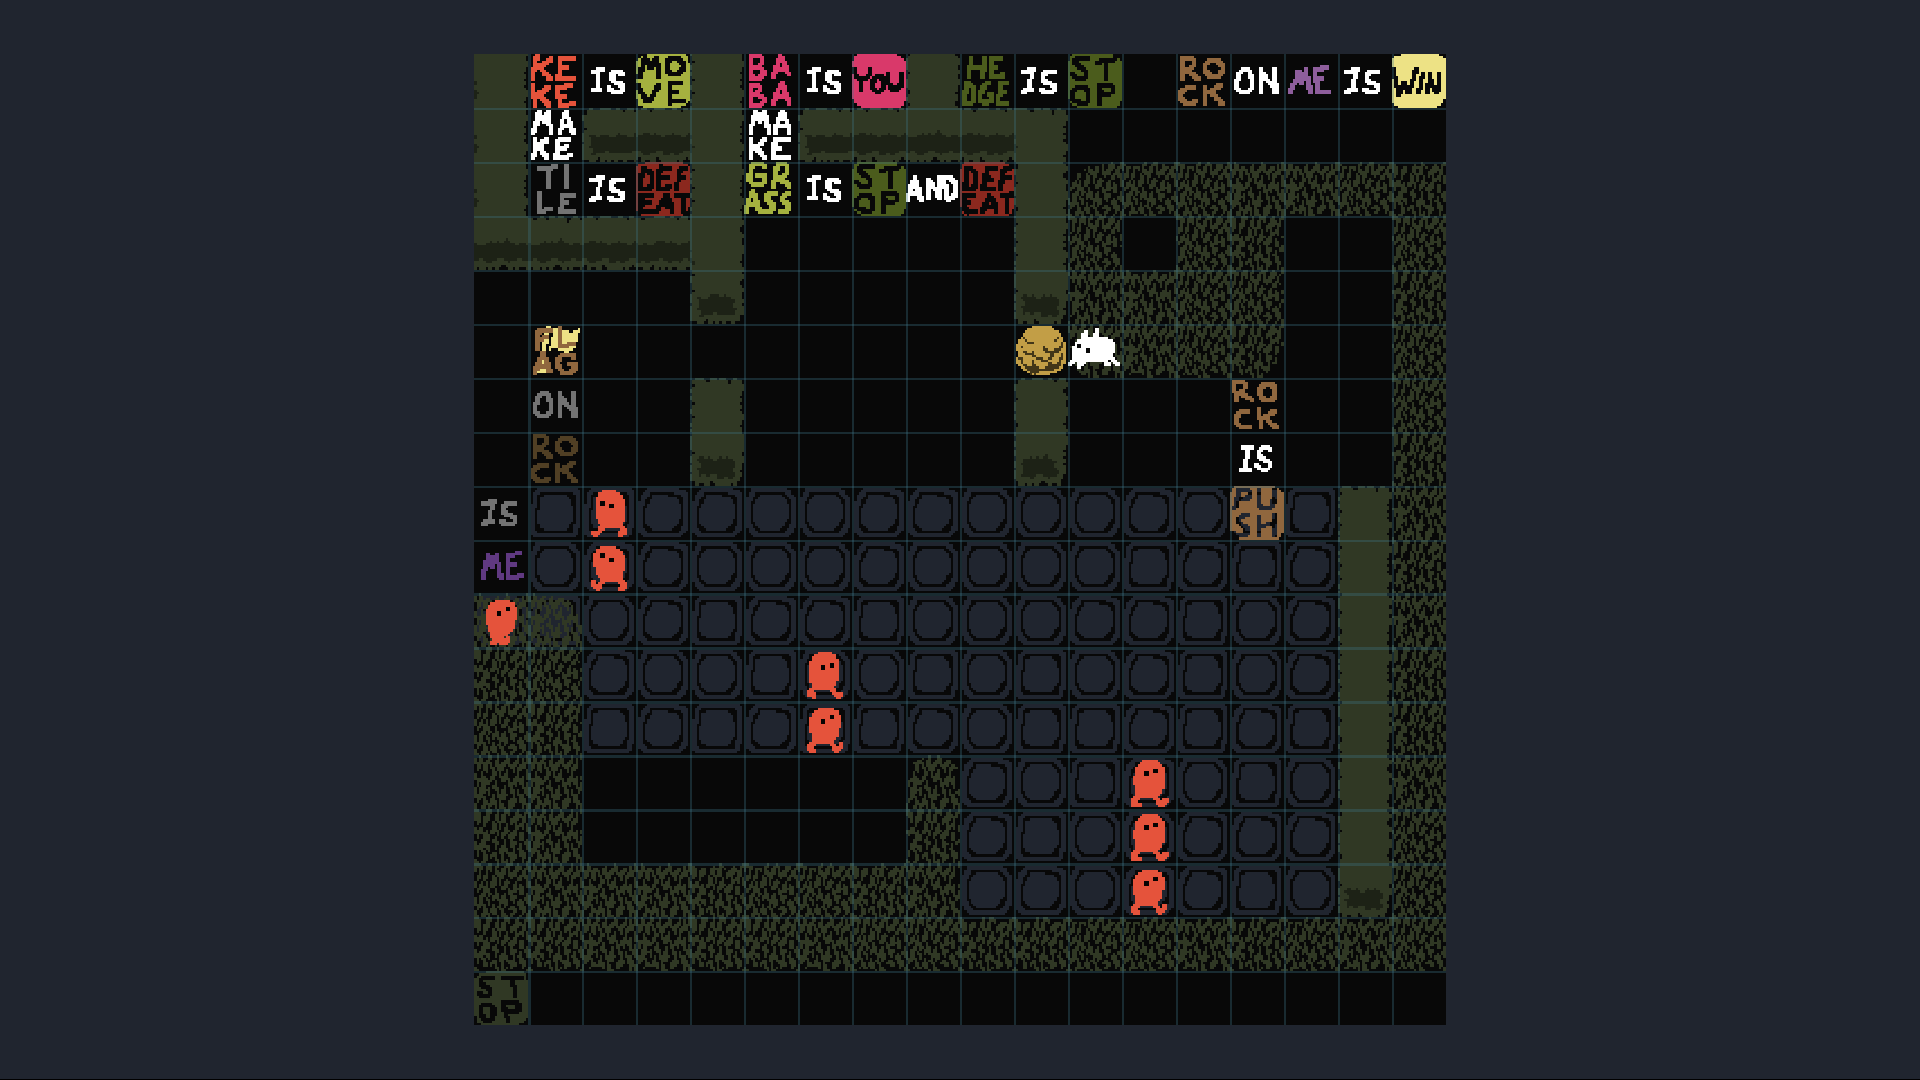 KEKE IS MOVE BABA IS YOU HEDGE IS STOP ROCK ON ME IS WIN
MAKE MAKE
TILE IS DEFEAT GRASS IS STOP AND DEFEAT
FLAG
ON ROCK
ROCK IS
IS PUSH
ME
STOP